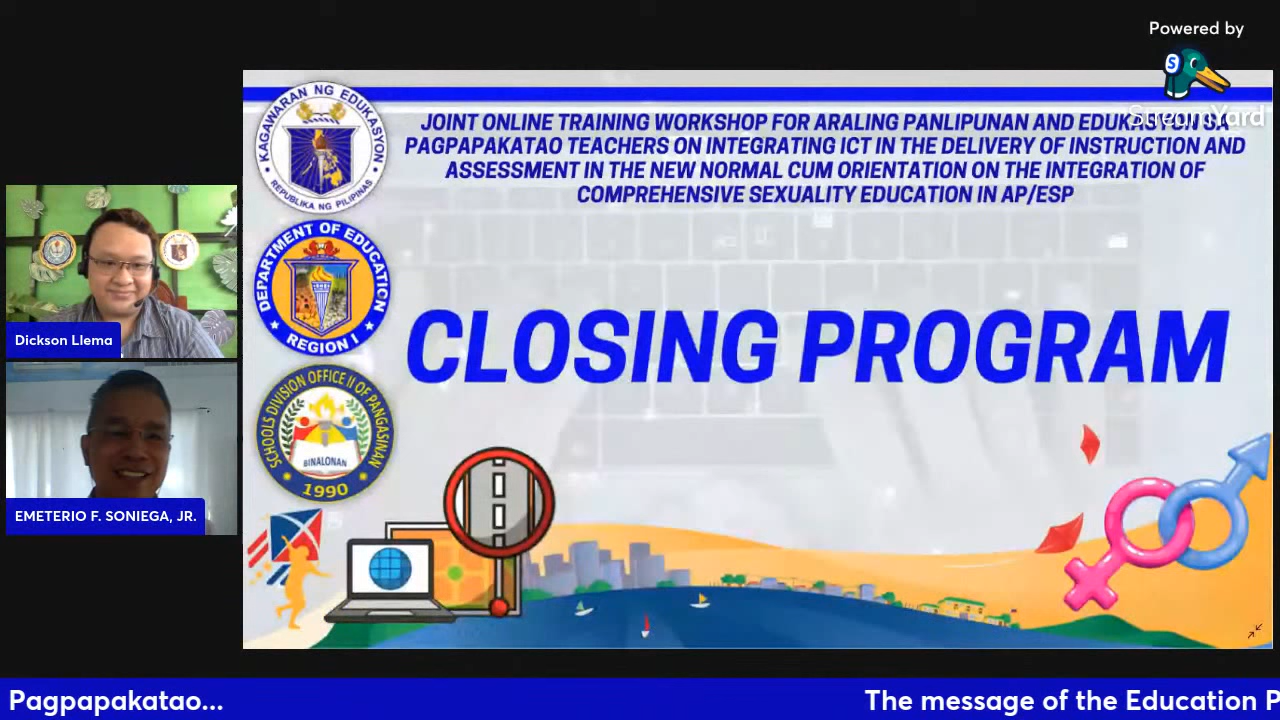 Powered by
StreamYard
JOINT ONLINE TRAINING WORKSHOP FOR ARALING PANLIPUNAN AND EDUKASYON SA
PAGPAPAKATAO TEACHERS ON INTEGRATING ICT IN THE DELIVERY OF INSTRUCTION AND
ASSESSMENT IN THE NEW NORMAL CUM ORIENTATION ON THE INTEGRATION OF
COMPREHENSIVE SEXUALITY EDUCATION IN AP/ESP
KAGAWARAN NG EDUKASYON
REPUBLIKA NG PILIPINAS
DEPARTMENT OF EDUCATION
REGION I
SCHOOLS DIVISION OFFICE II OF PANGASINAN
BINALONAN
1990
CLOSING PROGRAM
Dickson Llema
EMETERIO F. SONIEGA, JR.
Pagpapakatao... The message of the Education P